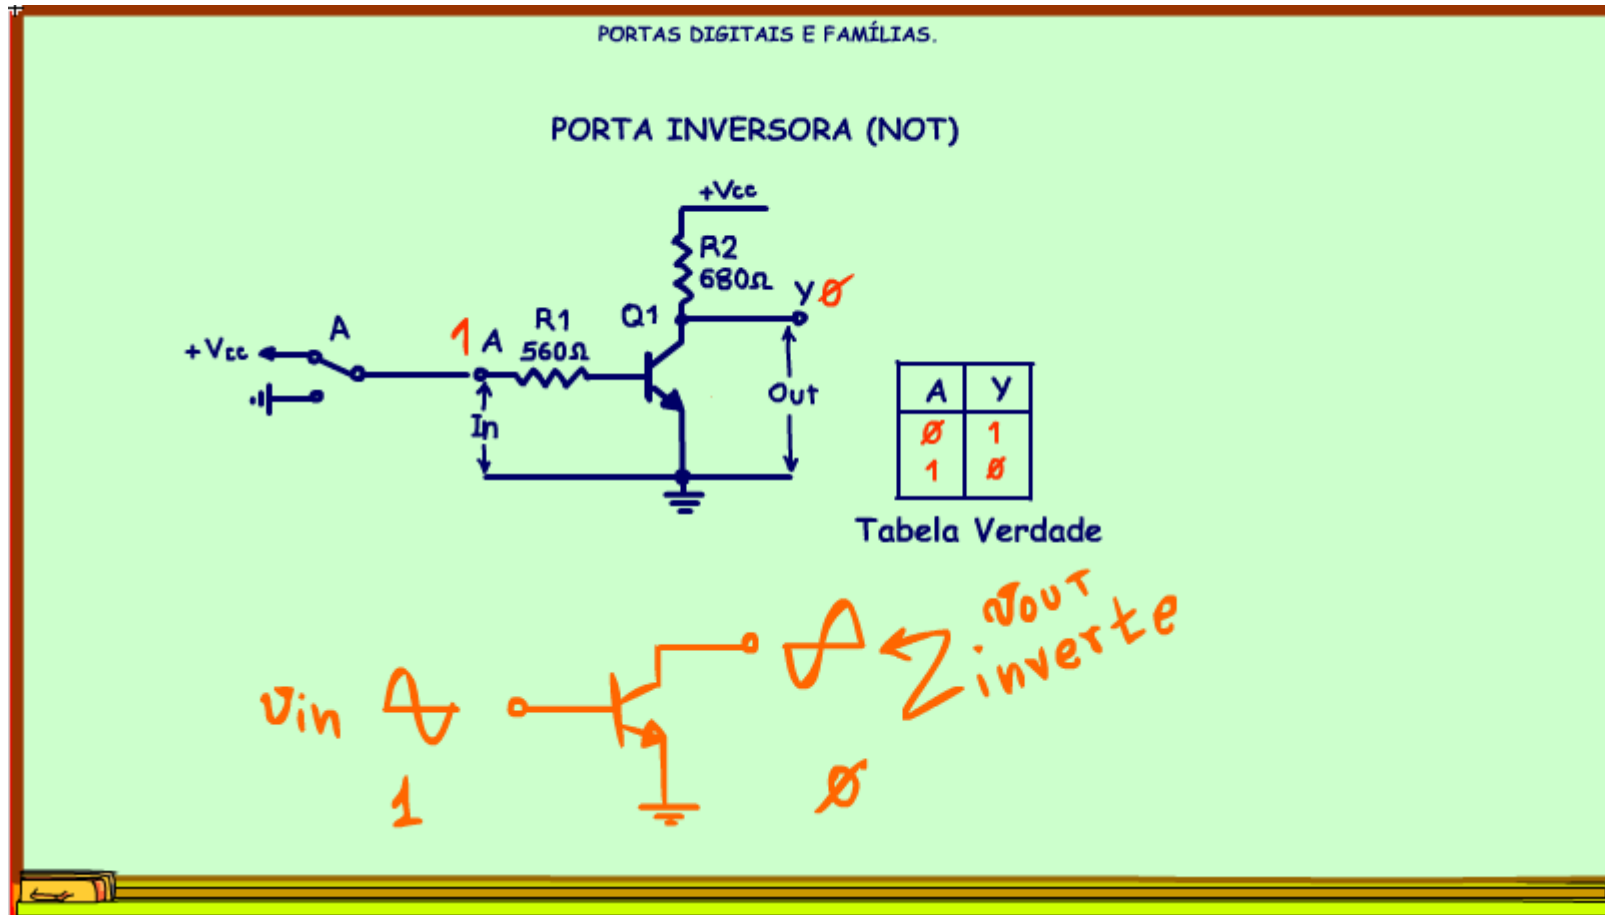 PORTAS DIGITAIS E FAMÍLIAS.
PORTA INVERSORA (NOT)
+Vcc
R2
680Ω
Y Ø
Q1
R1
560Ω
1 A
A
+Vcc
In
Out
A Y
Ø 1
1 Ø
Tabela Verdade
Vout
inverte
Vin
1
Ø